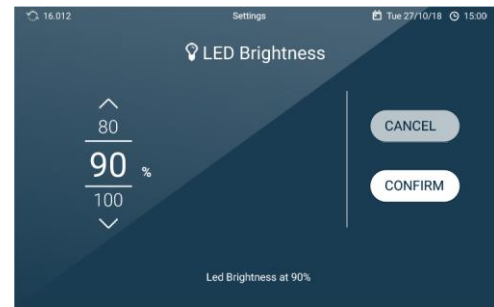 16.012 Settings Tue 27/10/18 15:00
LED Brightness
80
90 %
100
CANCEL
CONFIRM
Led Brightness at 90%